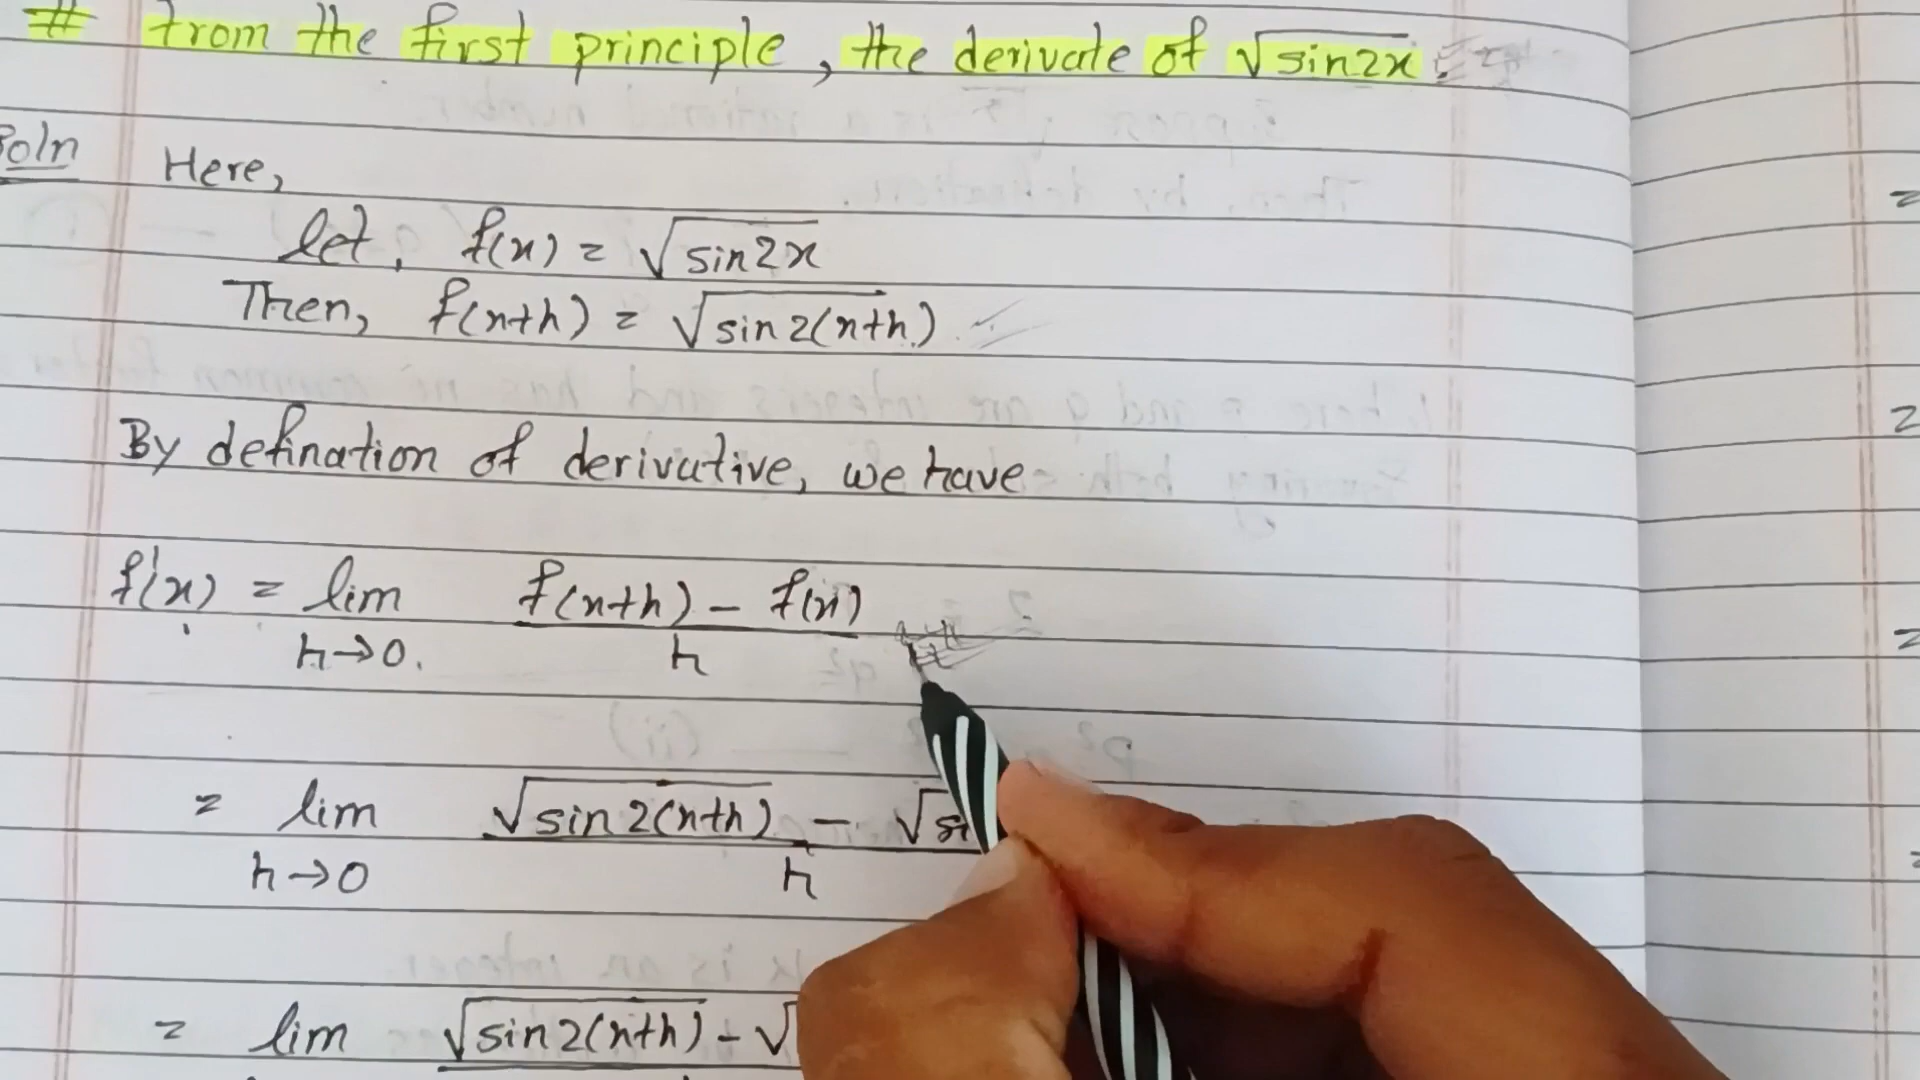 # From the first principle, the derivate of √sin2x.
Soln Here,
let, f(x) = √sin2x
Then, f(x+h) = √sin2(x+h)
By defination of derivative, we have
f'(x) = lim h→0. f(x+h) - f(x) / h
= lim h→0 √sin2(x+h) - √si / h
= lim √sin2(x+h) - √